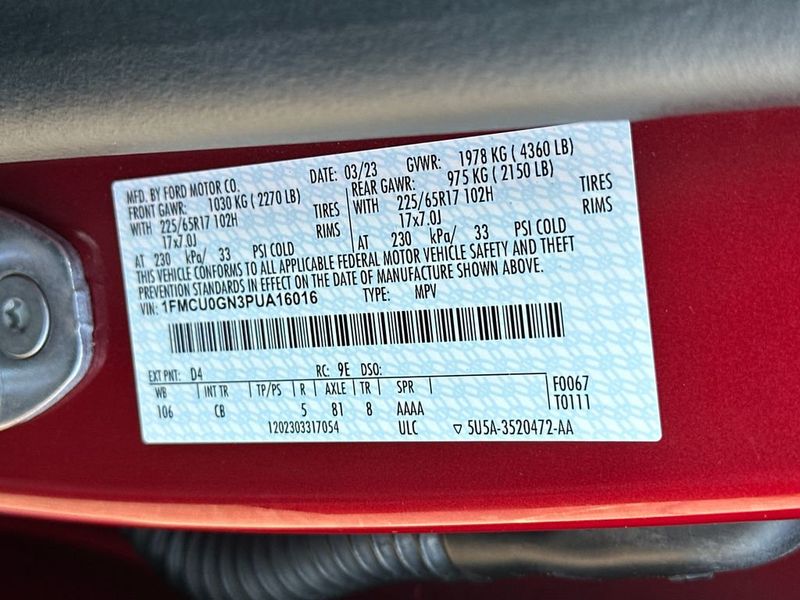 MFD. BY FORD MOTOR CO.
DATE: 03/23 GVWR: 1978 KG ( 4360 LB)
FRONT GAWR: 1030 KG ( 2270 LB)
WITH 225/65R17 102H TIRES
17x7.0J RIMS
AT 230 kPa/ 33 PSI COLD
REAR GAWR: 975 KG ( 2150 LB)
WITH 225/65R17 102H TIRES
17x7.0J RIMS
AT 230 kPa/ 33 PSI COLD
THIS VEHICLE CONFORMS TO ALL APPLICABLE FEDERAL MOTOR VEHICLE SAFETY AND THEFT
PREVENTION STANDARDS IN EFFECT ON THE DATE OF MANUFACTURE SHOWN ABOVE.
VIN: 1FMCU0GN3PUA16016 TYPE: MPV
EXT PNT: D4 RC: 9E DSO:
WB INT TR TP/PS R AXLE TR SPR
106 CB 5 81 8 AAAA
F0067
T0111
1202303317054 ULC ▽ 5U5A-3520472-AA